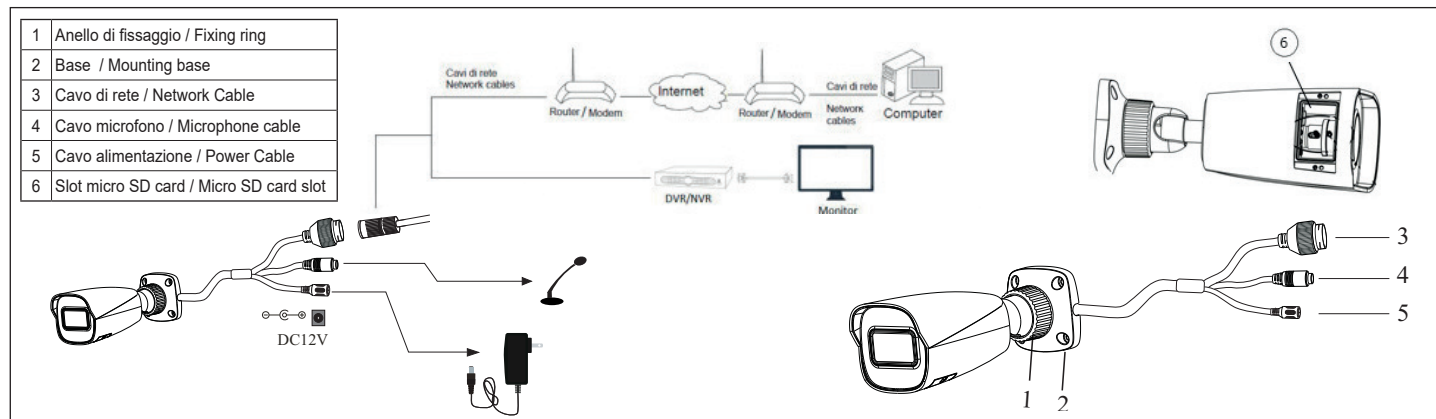 1 Anello di fissaggio / Fixing ring
2 Base / Mounting base
3 Cavo di rete / Network Cable
4 Cavo microfono / Microphone cable
5 Cavo alimentazione / Power Cable
6 Slot micro SD card / Micro SD card slot
Cavi di rete
Network cables
Router / Modem
Internet
Router / Modem
Cavi di rete
Network
cables
Computer
DVR/NVR
Monitor
DC12V
6
3
4
5
1
2